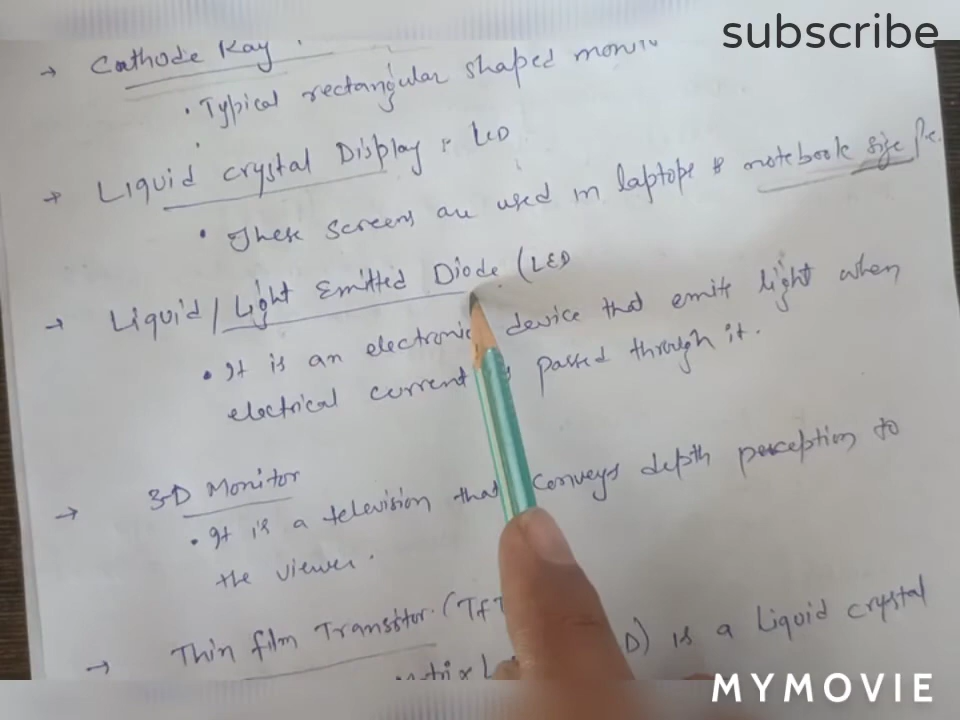 subscribe
→ Cathode Ray
• Typical rectangular shaped
→ Liquid crystal Display : LCD
• These screens are used in laptops & notebook size Pc.
→ Liquid / Light Emitted Diode (LED
• It is an electronic device that emits light when
electrical current passed through it.
→ 3-D Monitor
• It is a television that conveys depth perception to
the viewer.
→ Thin film Transistor (TFT
D) is a Liquid crystal
MYMOVIE